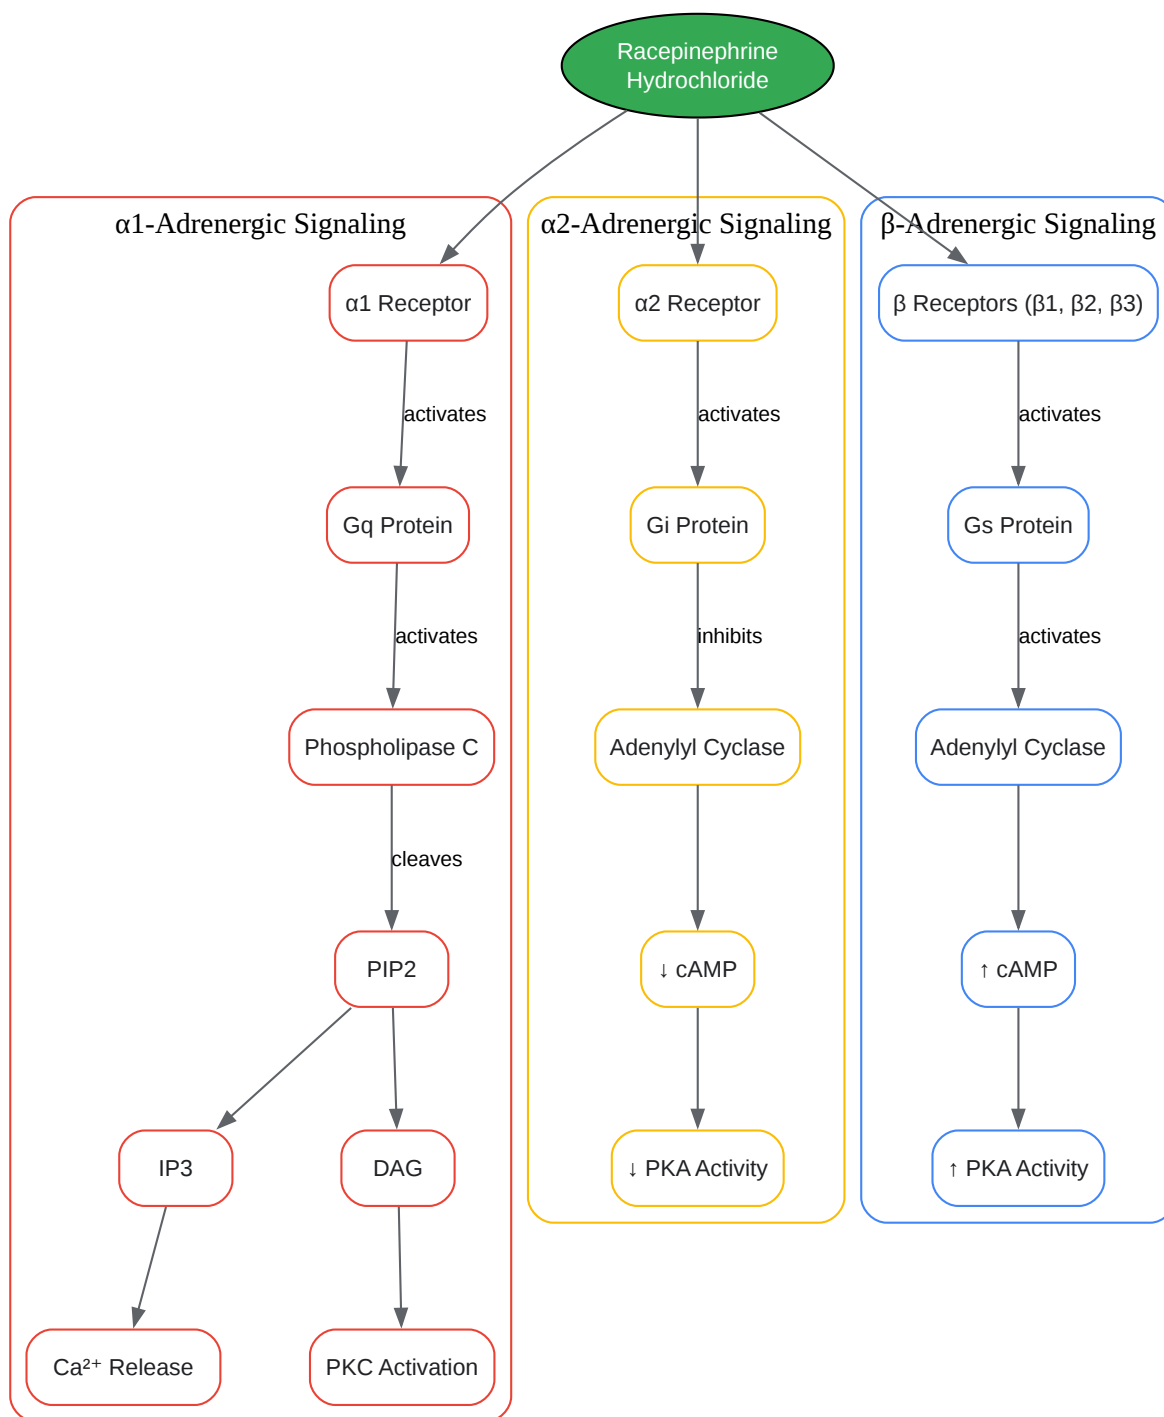 Racepinephrine
Hydrochloride
α1-Adrenergic Signaling
α2-Adrenergic Signaling
β-Adrenergic Signaling
α1 Receptor
α2 Receptor
β Receptors (β1, β2, β3)
activates
activates
activates
Gq Protein
Gi Protein
Gs Protein
activates
inhibits
activates
Phospholipase C
Adenylyl Cyclase
Adenylyl Cyclase
cleaves
PIP2
↓ cAMP
↑ cAMP
IP3
DAG
↓ PKA Activity
↑ PKA Activity
Ca²⁺ Release
PKC Activation